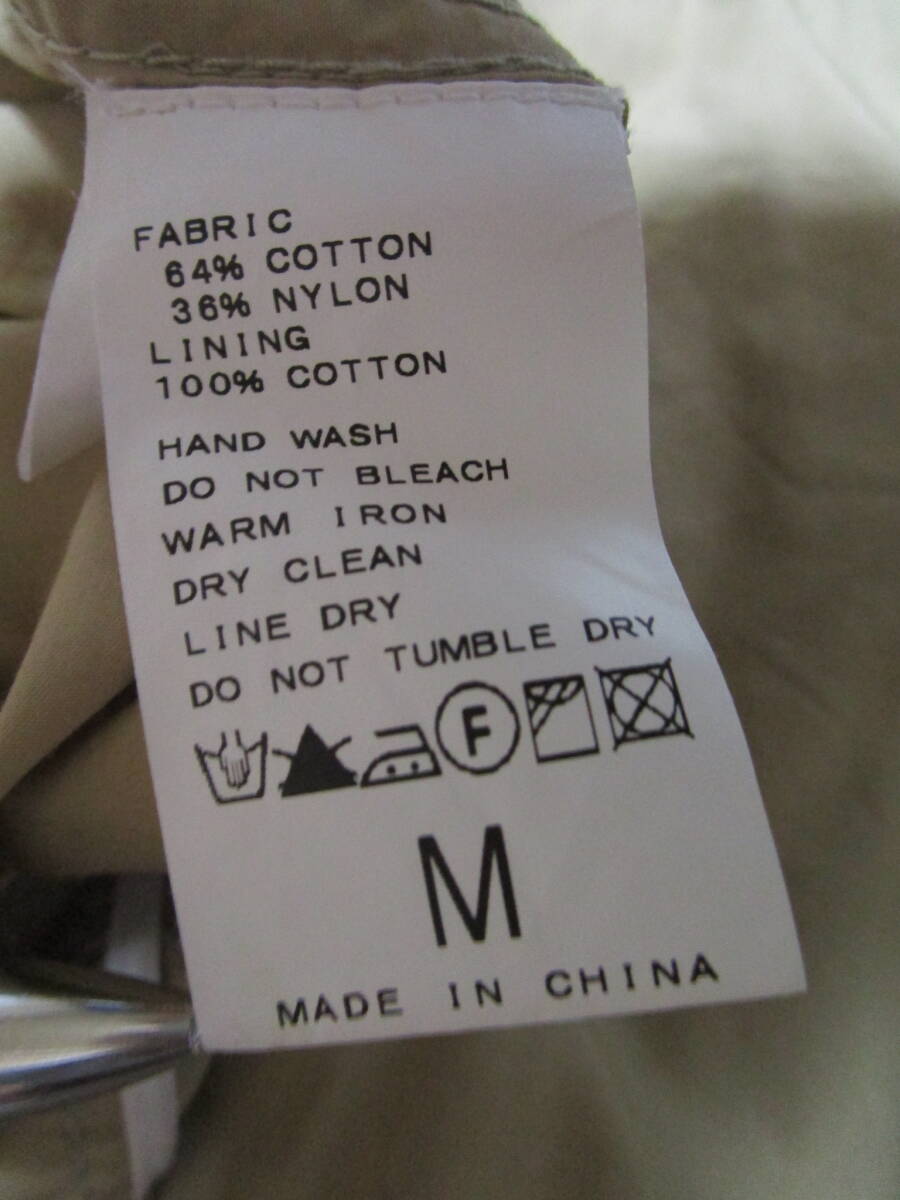 FABRIC
64% COTTON
36% NYLON
LINING
100% COTTON
HAND WASH
DO NOT BLEACH
WARM IRON
DRY CLEAN
LINE DRY
DO NOT TUMBLE DRY
F
M
MADE IN CHINA